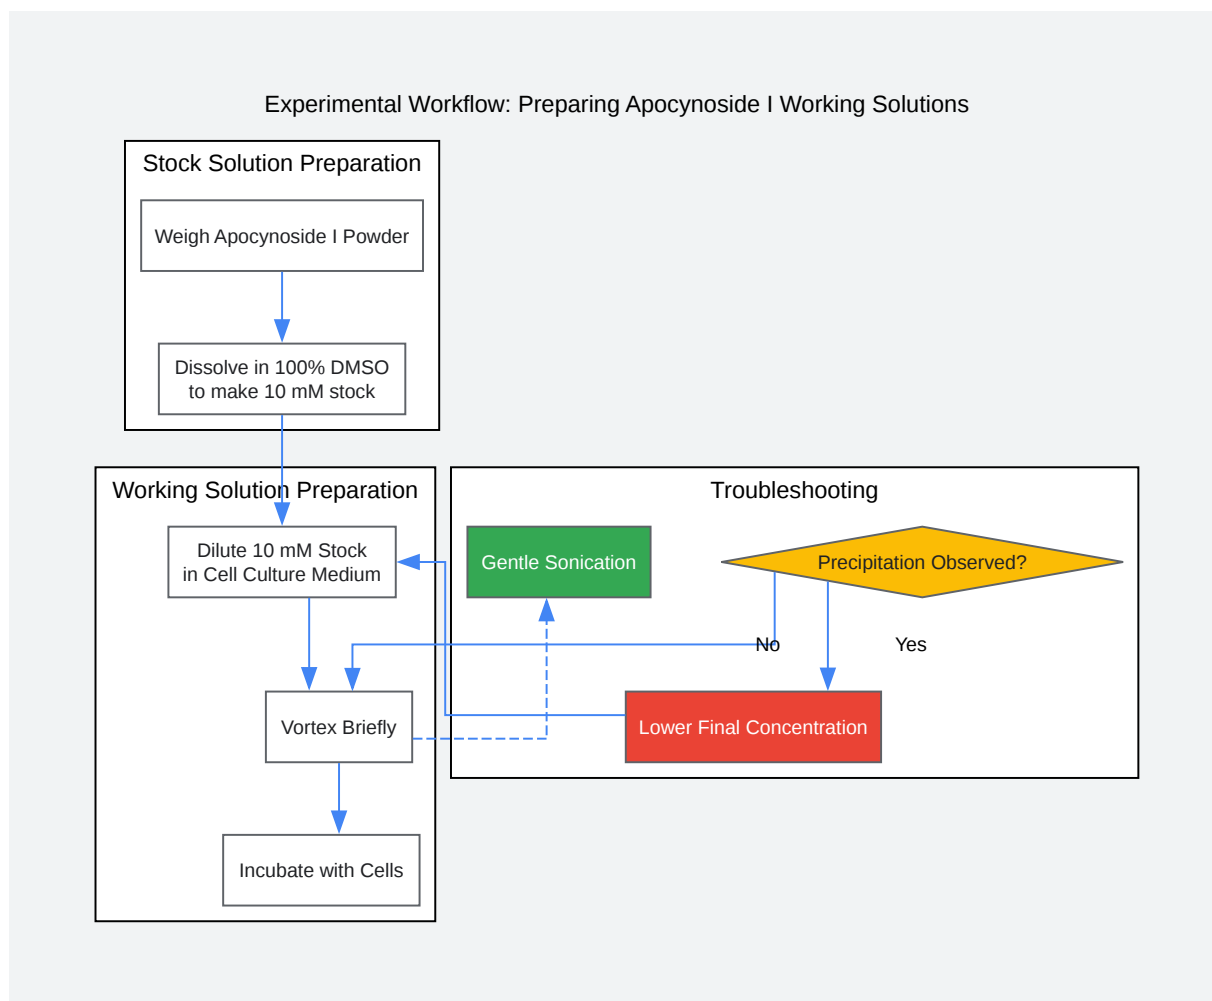 Experimental Workflow: Preparing Apocynoside I Working Solutions
Stock Solution Preparation
Weigh Apocynoside I Powder
Dissolve in 100% DMSO
to make 10 mM stock
Working Solution Preparation
Dilute 10 mM Stock
in Cell Culture Medium
Vortex Briefly
Incubate with Cells
Troubleshooting
Gentle Sonication
Precipitation Observed?
No
Yes
Lower Final Concentration